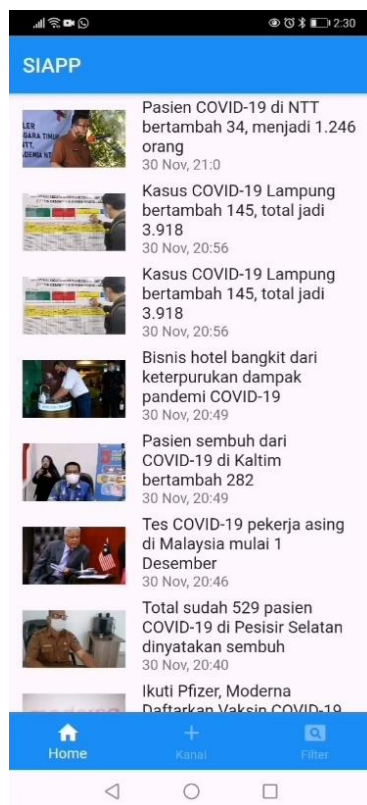 2:30
SIAPP
Pasien COVID-19 di NTT
bertambah 34, menjadi 1.246
orang
30 Nov, 21:0
Kasus COVID-19 Lampung
bertambah 145, total jadi
3.918
30 Nov, 20:56
Kasus COVID-19 Lampung
bertambah 145, total jadi
3.918
30 Nov, 20:56
Bisnis hotel bangkit dari
keterpurukan dampak
pandemi COVID-19
30 Nov, 20:49
Pasien sembuh dari
COVID-19 di Kaltim
bertambah 282
30 Nov, 20:49
Tes COVID-19 pekerja asing
di Malaysia mulai 1
Desember
30 Nov, 20:46
Total sudah 529 pasien
COVID-19 di Pesisir Selatan
dinyatakan sembuh
30 Nov, 20:40
Ikuti Pfizer, Moderna
Daftarkan Vaksin COVID-19
Home
Kanal
Filter